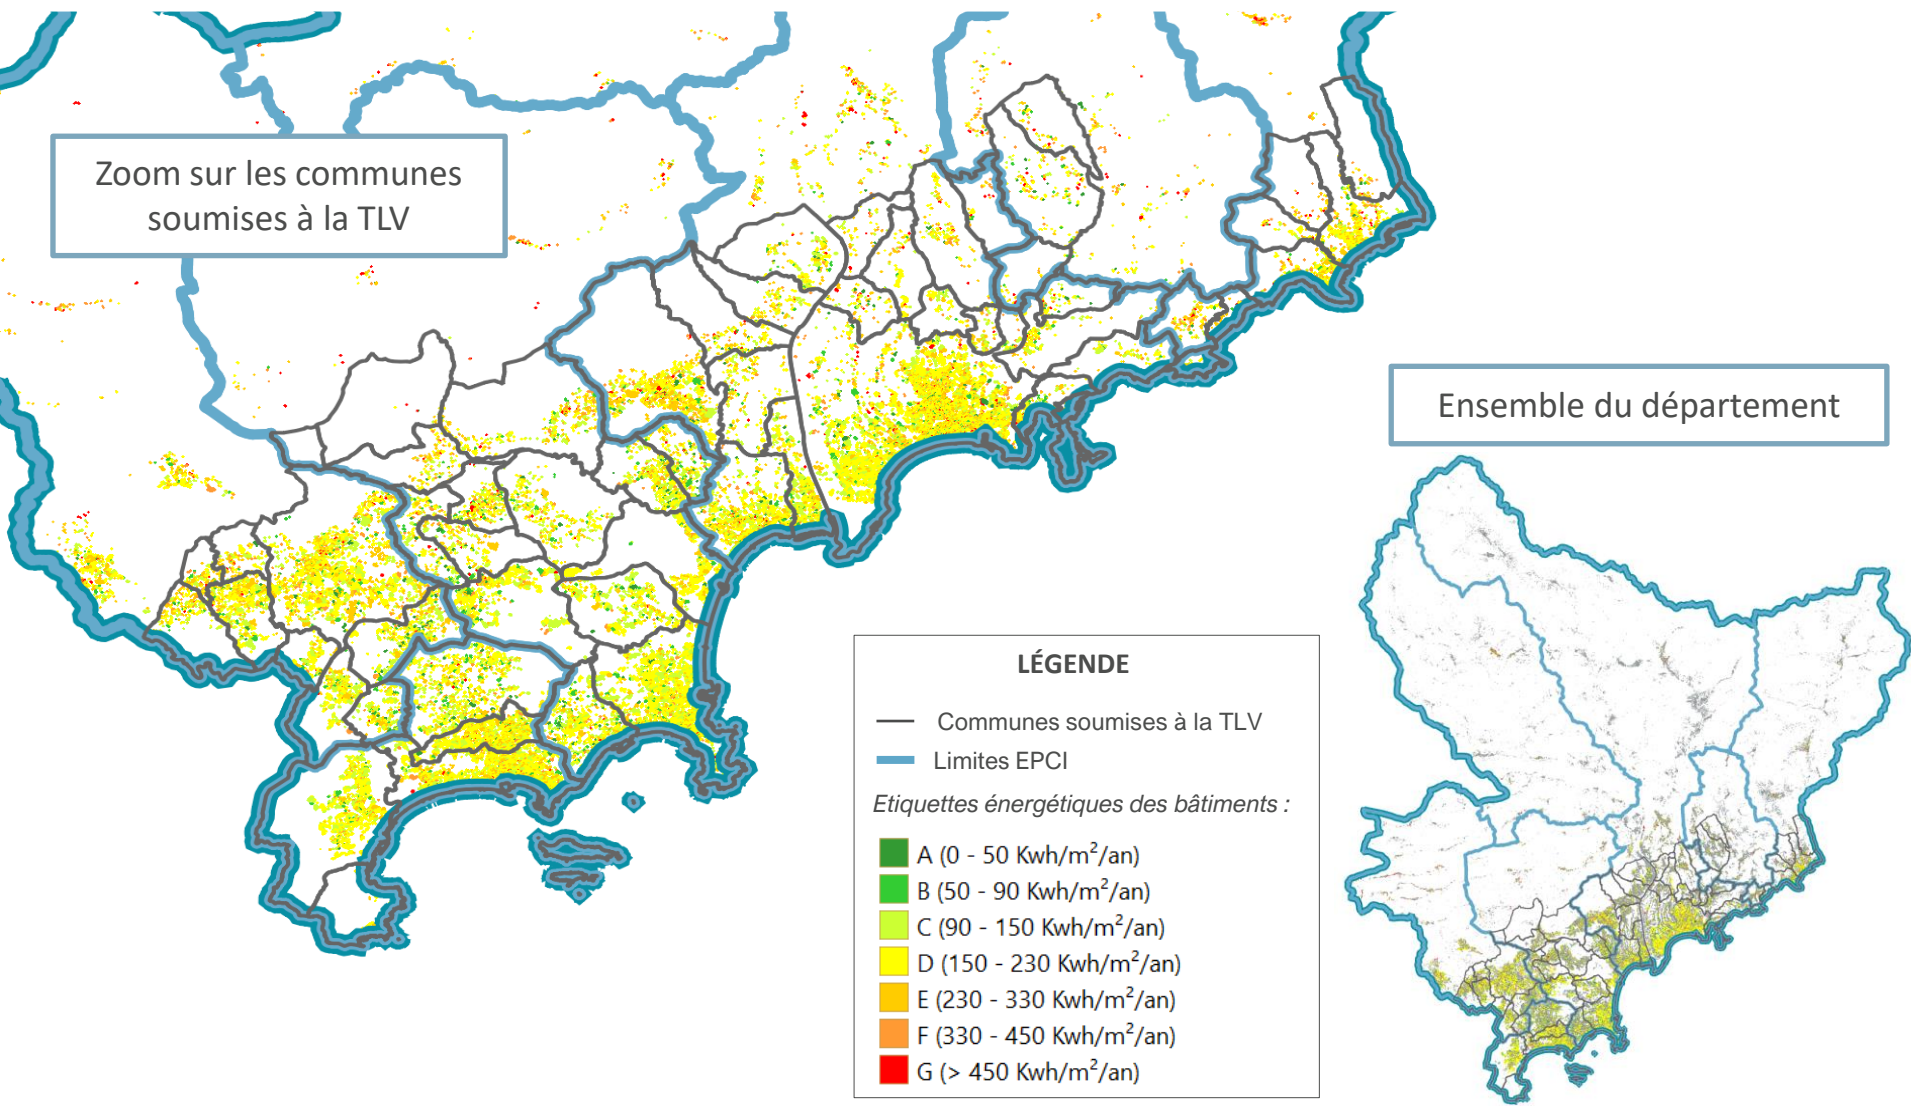 Zoom sur les communes
soumises à la TLV
Ensemble du département
LÉGENDE
Communes soumises à la TLV
Limites EPCI
Etiquettes énergétiques des bâtiments :
A (0 - 50 Kwh/m²/an)
B (50 - 90 Kwh/m²/an)
C (90 - 150 Kwh/m²/an)
D (150 - 230 Kwh/m²/an)
E (230 - 330 Kwh/m²/an)
F (330 - 450 Kwh/m²/an)
G (> 450 Kwh/m²/an)